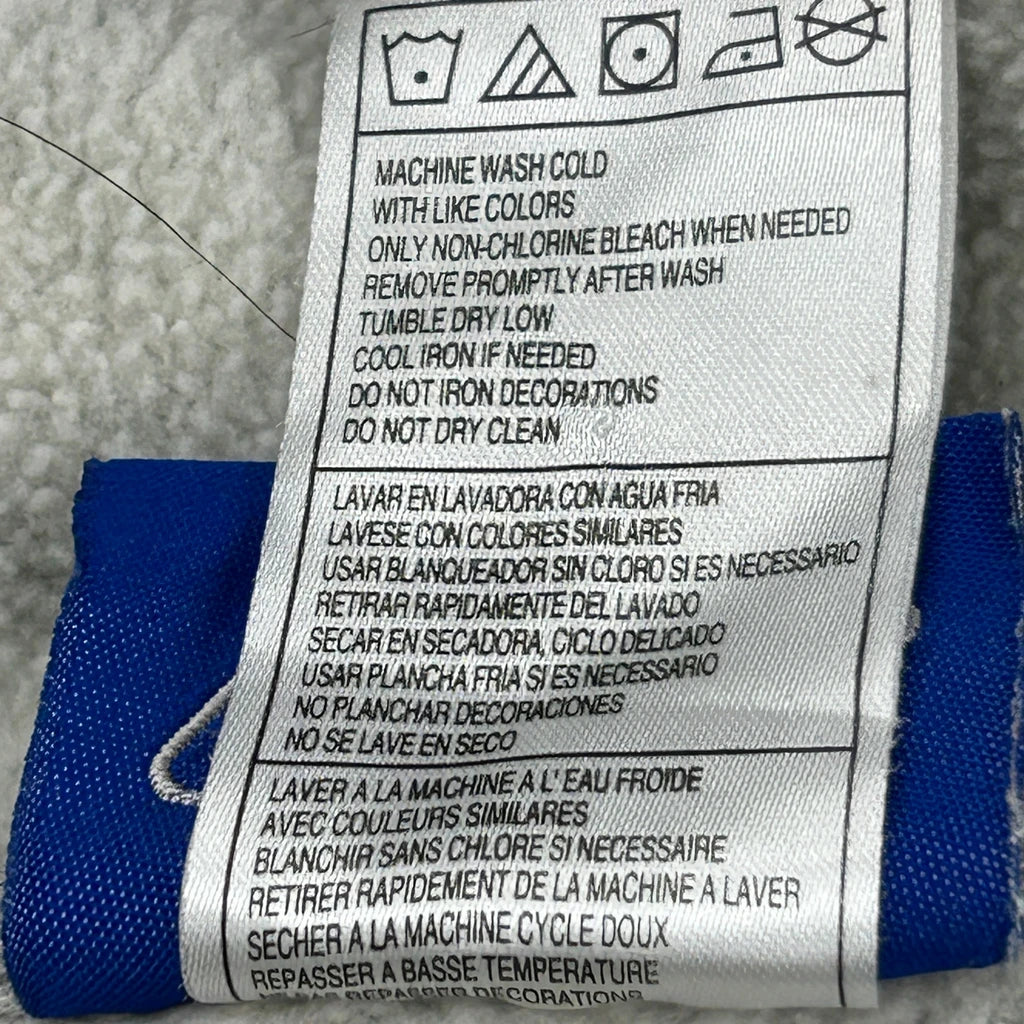 MACHINE WASH COLD
WITH LIKE COLORS
ONLY NON-CHLORINE BLEACH WHEN NEEDED
REMOVE PROMPTLY AFTER WASH
TUMBLE DRY LOW
COOL IRON IF NEEDED
DO NOT IRON DECORATIONS
DO NOT DRY CLEAN
LAVAR EN LAVADORA CON AGUA FRIA
LAVESE CON COLORES SIMILARES
USAR BLANQUEADOR SIN CLORO SI ES NECESSARIO
RETIRAR RAPIDAMENTE DEL LAVADO
SECAR EN SECADORA, CICLO DELICADO
USAR PLANCHA FRIA SI ES NECESSARIO
NO PLANCHAR DECORACIONES
NO SE LAVE EN SECO
LAVER A LA MACHINE A L' EAU FROIDE
AVEC COULEURS SIMILARES
BLANCHIR SANS CHLORE SI NECESSAIRE
RETIRER RAPIDEMENT DE LA MACHINE A LAVER
SECHER A LA MACHINE CYCLE DOUX
REPASSER A BASSE TEMPERATURE
REPASSER DECORATIONS